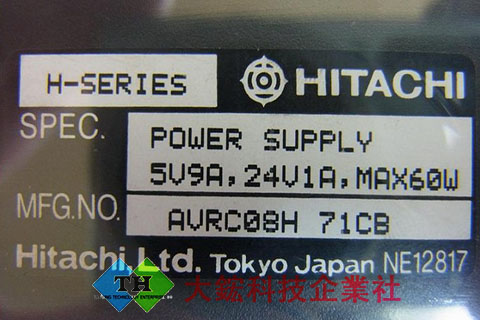 H-SERIES HITACHI
SPEC. POWER SUPPLY
5V9A,24V1A,MAX60W
MFG.NO. AVRC08H 71CB
Hitachi Ltd. Tokyo Japan NE12817
TH 大鋐科技企業社